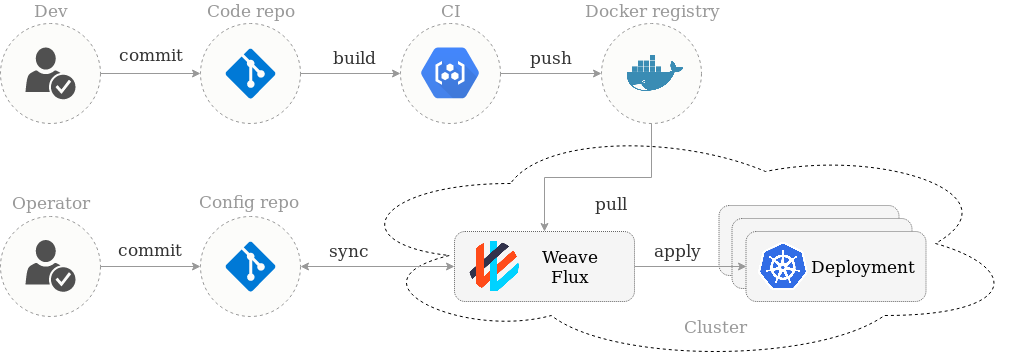 Dev
Code repo
CI
Docker registry
commit
build
push
Operator
Config repo
pull
commit
sync
Weave
Flux
apply
Deployment
Cluster